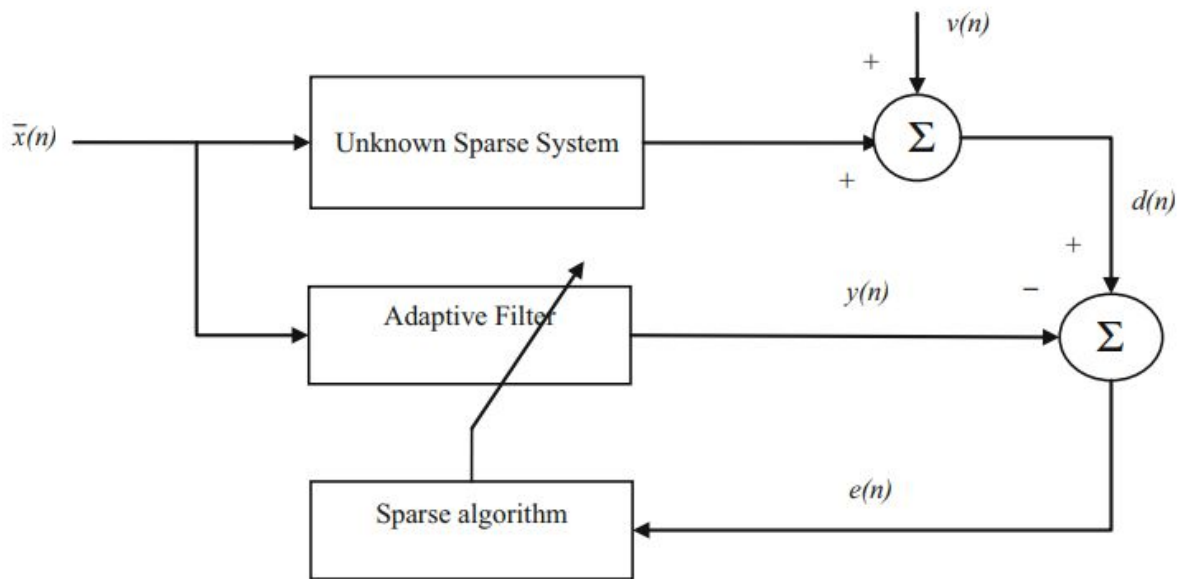 v(n)
+
x̄(n)
Unknown Sparse System
Σ
+
d(n)
+
y(n)
−
Adaptive Filter
Σ
e(n)
Sparse algorithm